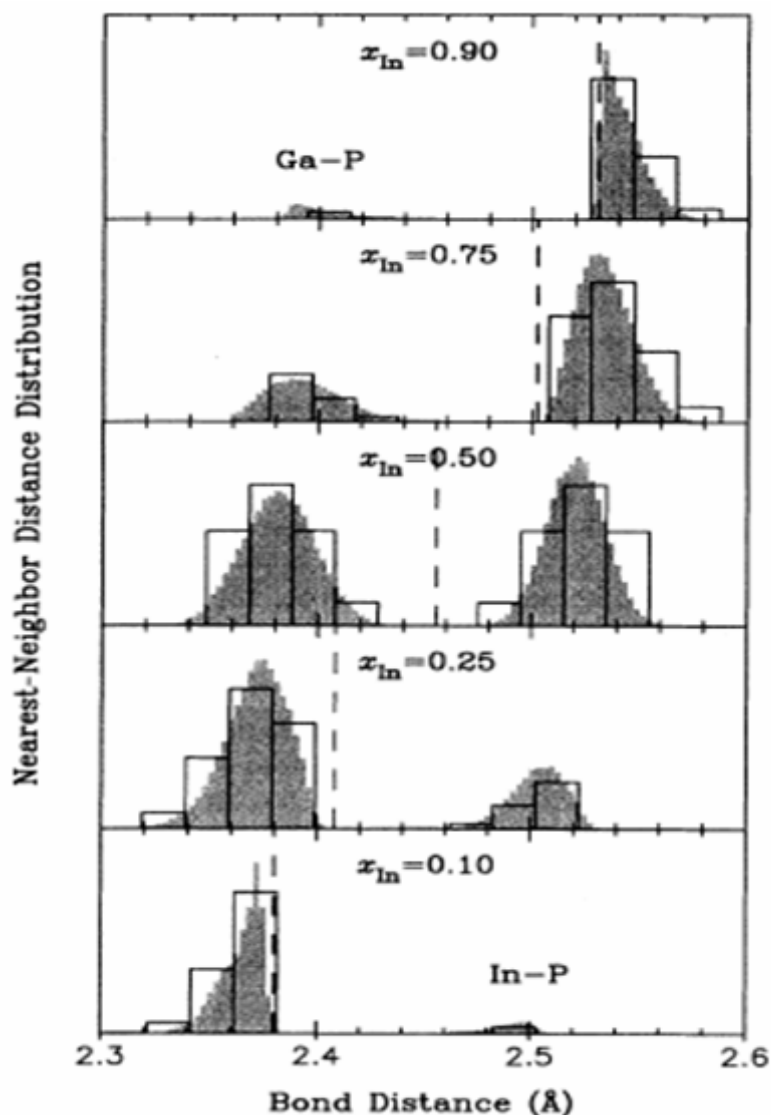 Nearest-Neighbor Distance Distribution
x_In=0.90
Ga-P
x_In=0.75
x_In=0.50
x_In=0.25
x_In=0.10
In-P
2.3 2.4 2.5 2.6
Bond Distance (Å)